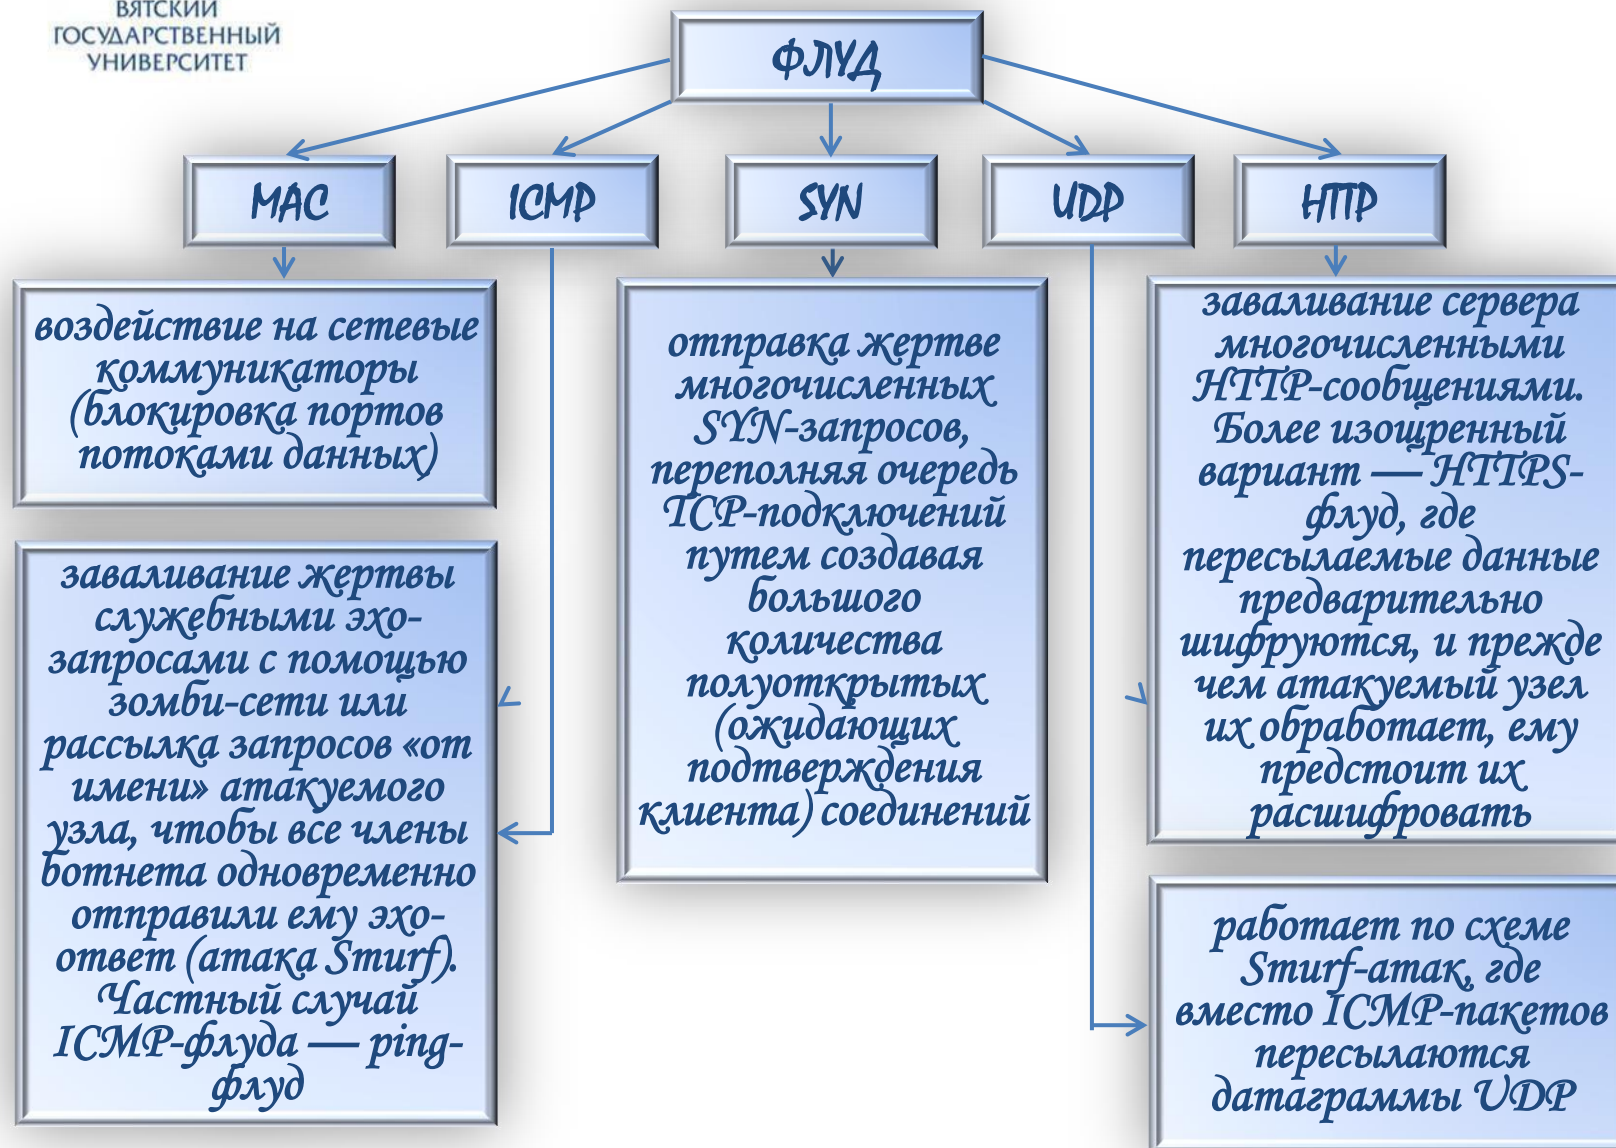 ВЯТСКИЙ
ГОСУДАРСТВЕННЫЙ
УНИВЕРСИТЕТ
ФЛУД
MAC
ICMP
SYN
UDP
HTTP
воздействие на сетевые
коммуникаторы
(блокировка портов
потоками данных)
заваливание жертвы
служебными эхо-
запросами с помощью
зомби-сети или
рассылка запросов «от
имени» атакуемого
узла, чтобы все члены
ботнета одновременно
отправили ему эхо-
ответ (атака Smurf).
Частный случай
ICMP-флуда — ping-
флуд
отправка жертве
многочисленных
SYN-запросов,
переполняя очередь
TCP-подключений
путем создавая
большого
количества
полуоткрытых
(ожидающих
подтверждения
клиента) соединений
заваливание сервера
многочисленными
HTTP-сообщениями.
Более изощренный
вариант — HTTPS-
флуд, где
пересылаемые данные
предварительно
шифруются, и прежде
чем атакуемый узел
их обработает, ему
предстоит их
расшифровать
работает по схеме
Smurf-атак, где
вместо ICMP-пакетов
пересылаются
датаграммы UDP